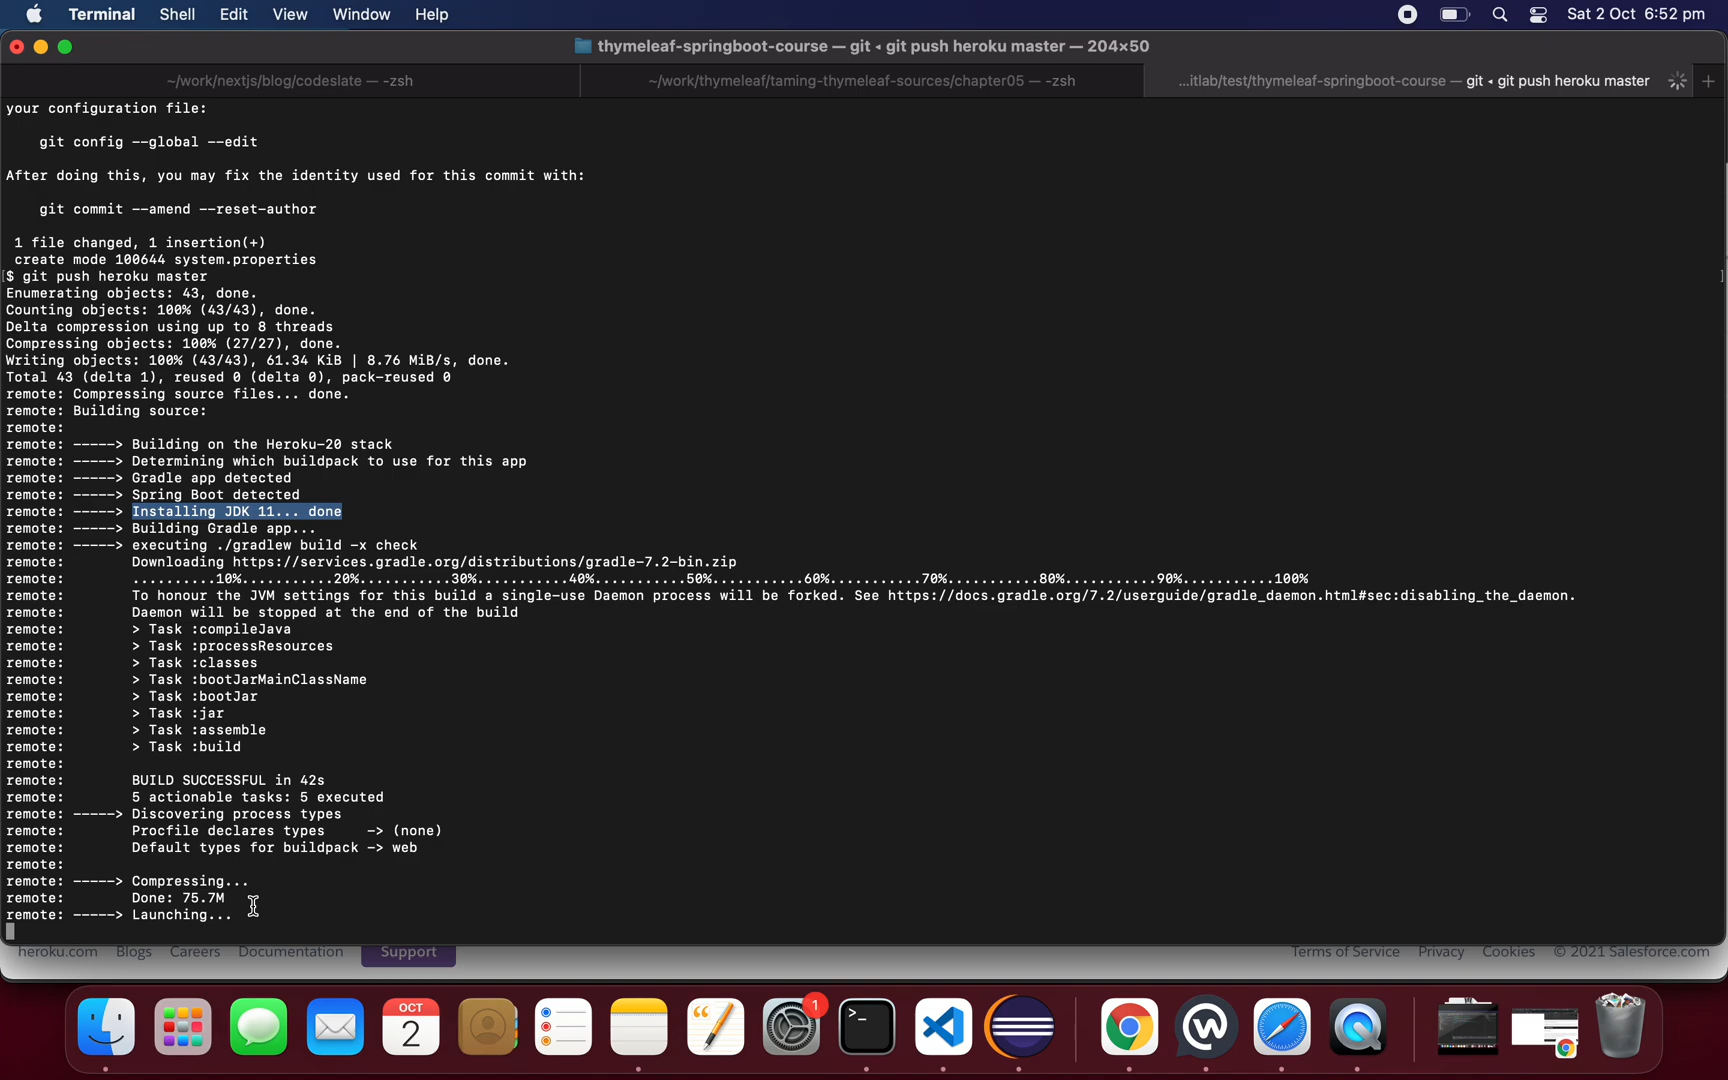 Terminal Shell Edit View Window Help Sat 2 Oct 6:52 pm
thymeleaf-springboot-course — git ◂ git push heroku master — 204×50
~/work/nextjs/blog/codeslate — -zsh ~/work/thymeleaf/taming-thymeleaf-sources/chapter05 — -zsh ...itlab/test/thymeleaf-springboot-course — git ◂ git push heroku master +
your configuration file:
git config --global --edit
After doing this, you may fix the identity used for this commit with:
git commit --amend --reset-author
1 file changed, 1 insertion(+)
create mode 100644 system.properties
[$ git push heroku master ]
Enumerating objects: 43, done.
Counting objects: 100% (43/43), done.
Delta compression using up to 8 threads
Compressing objects: 100% (27/27), done.
Writing objects: 100% (43/43), 61.34 KiB | 8.76 MiB/s, done.
Total 43 (delta 1), reused 0 (delta 0), pack-reused 0
remote: Compressing source files... done.
remote: Building source:
remote:
remote: -----> Building on the Heroku-20 stack
remote: -----> Determining which buildpack to use for this app
remote: -----> Gradle app detected
remote: -----> Spring Boot detected
remote: -----> Installing JDK 11... done
remote: -----> Building Gradle app...
remote: -----> executing ./gradlew build -x check
remote: Downloading https://services.gradle.org/distributions/gradle-7.2-bin.zip
remote: ..........10%...........20%...........30%...........40%...........50%...........60%...........70%...........80%...........90%...........100%
remote: To honour the JVM settings for this build a single-use Daemon process will be forked. See https://docs.gradle.org/7.2/userguide/gradle_daemon.html#sec:disabling_the_daemon.
remote: Daemon will be stopped at the end of the build
remote: > Task :compileJava
remote: > Task :processResources
remote: > Task :classes
remote: > Task :bootJarMainClassName
remote: > Task :bootJar
remote: > Task :jar
remote: > Task :assemble
remote: > Task :build
remote:
remote: BUILD SUCCESSFUL in 42s
remote: 5 actionable tasks: 5 executed
remote: -----> Discovering process types
remote: Procfile declares types -> (none)
remote: Default types for buildpack -> web
remote:
remote: -----> Compressing...
remote: Done: 75.7M
remote: -----> Launching...
heroku.com Blogs Careers Documentation Support Terms of Service Privacy Cookies © 2021 Salesforce.com
OCT
2
1
>_